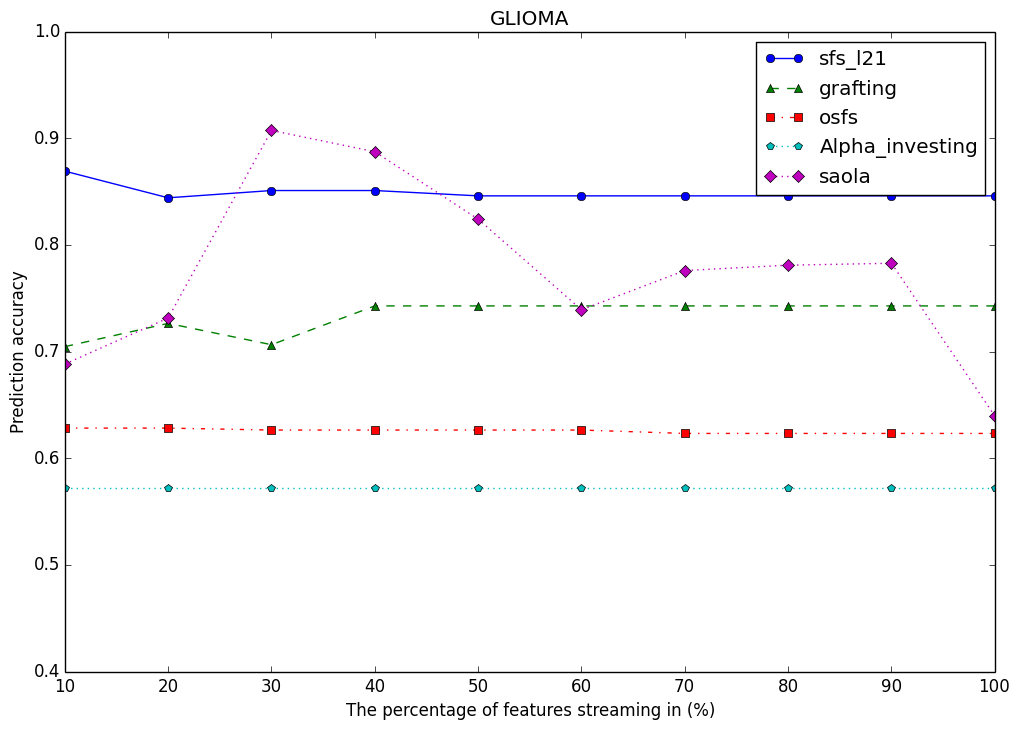 GLIOMA
1.0
0.9
0.8
0.7
0.6
0.5
0.4
Prediction accuracy
sfs_l21
grafting
osfs
Alpha_investing
saola
10 20 30 40 50 60 70 80 90 100
The percentage of features streaming in (%)